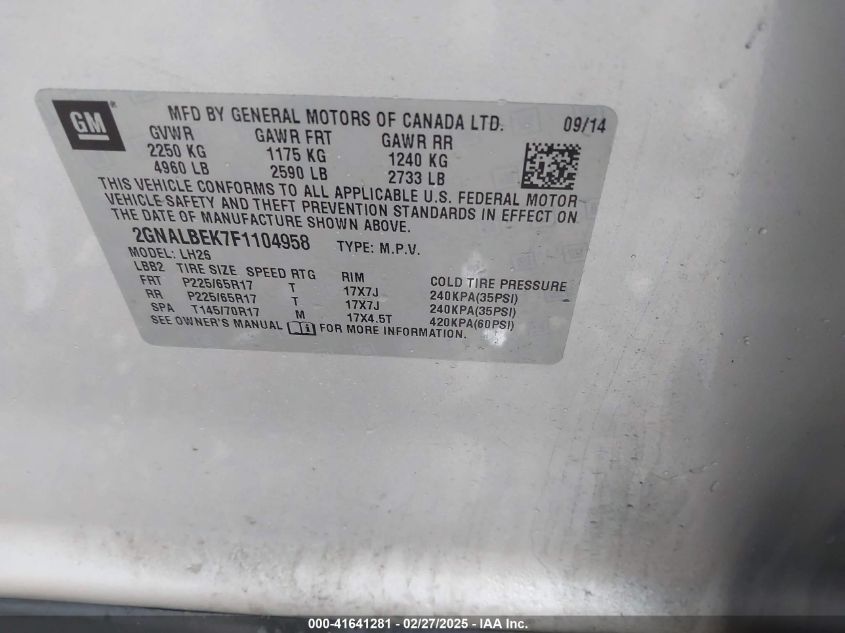 GM
MFD BY GENERAL MOTORS OF CANADA LTD. 09/14
GVWR GAWR FRT GAWR RR
2250 KG 1175 KG 1240 KG
4960 LB 2590 LB 2733 LB
THIS VEHICLE CONFORMS TO ALL APPLICABLE U.S. FEDERAL MOTOR
VEHICLE SAFETY AND THEFT PREVENTION STANDARDS IN EFFECT ON
THE DATE OF MANUFACTURE SHOWN ABOVE.
2GNALBEK7F1104958 TYPE: M.P.V.
MODEL: LH26
LBB2 TIRE SIZE SPEED RTG RIM COLD TIRE PRESSURE
FRT P225/65R17 T 17X7J 240KPA(35PSI)
RR P225/65R17 T 17X7J 240KPA(35PSI)
SPA T145/70R17 M 17X4.5T 420KPA(60PSI)
SEE OWNER'S MANUAL FOR MORE INFORMATION.
000-41641281 - 02/27/2025 - IAA Inc.